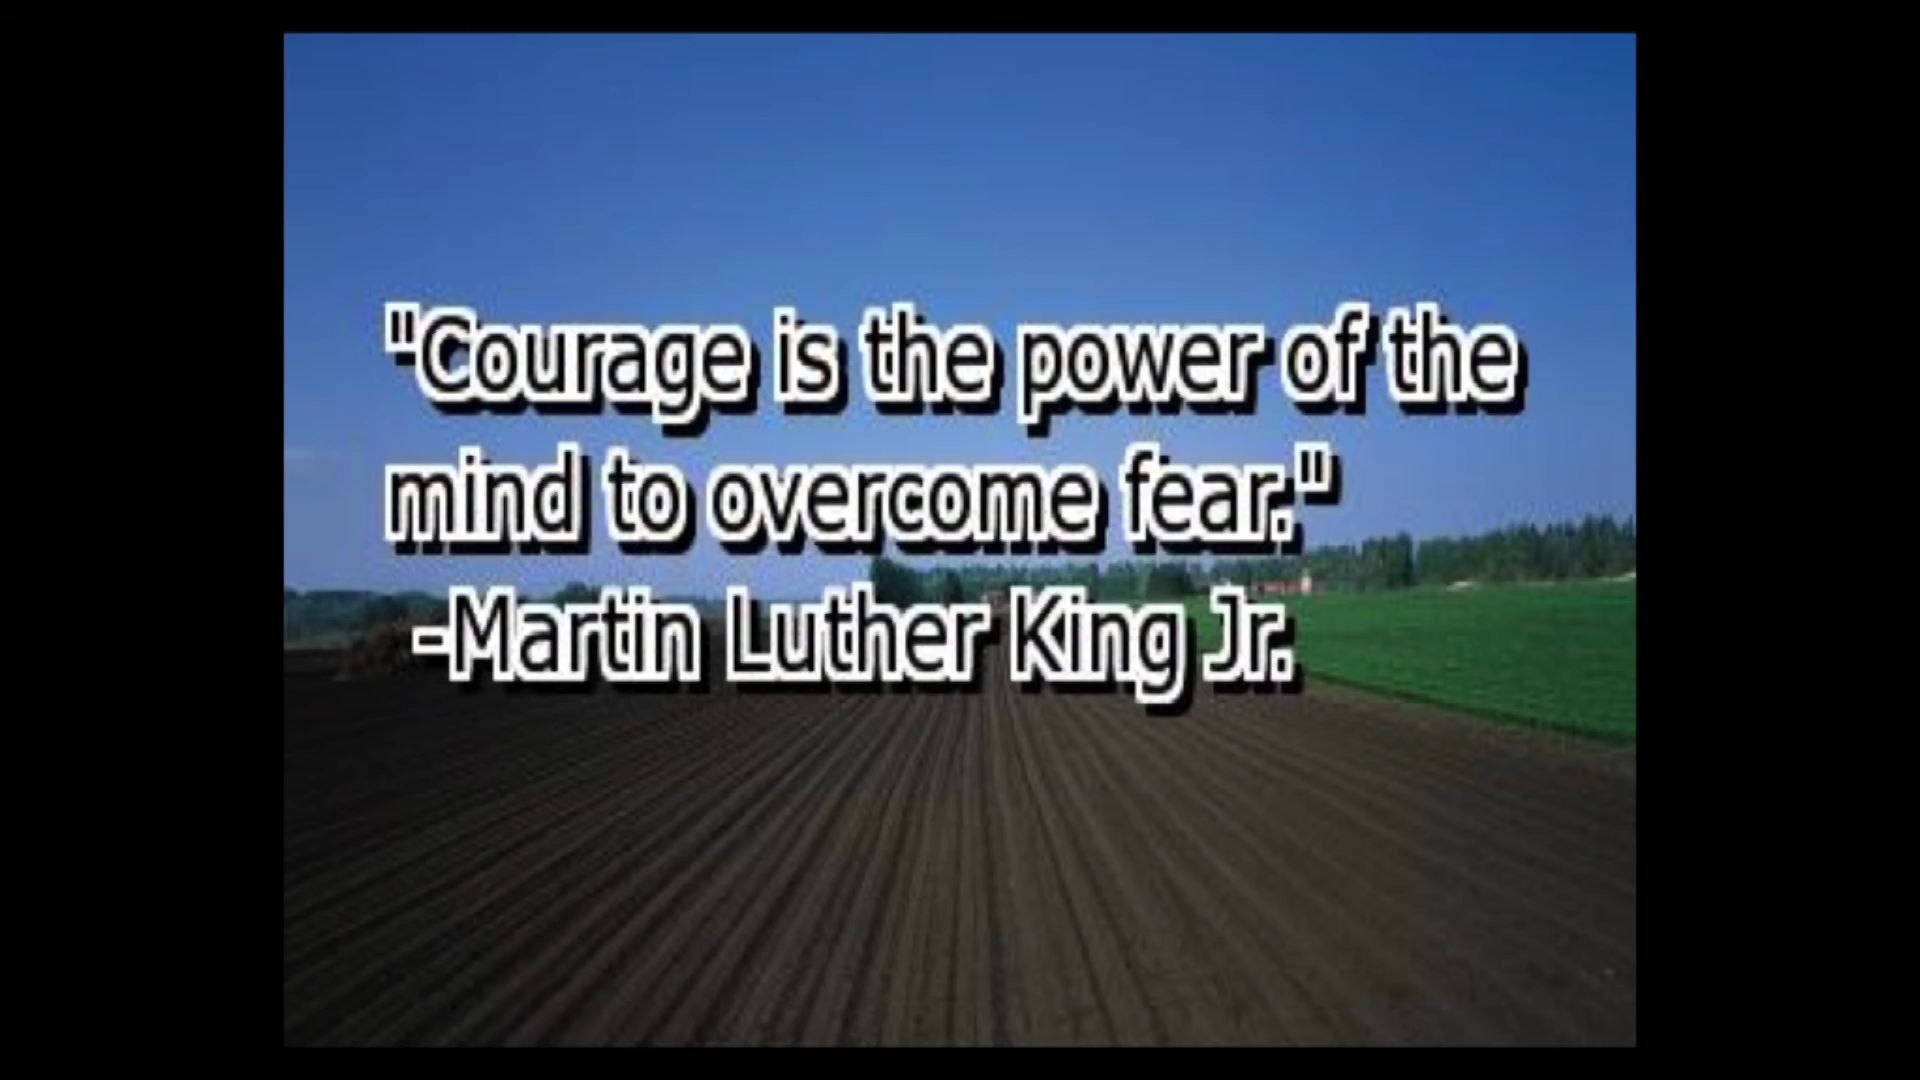 "Courage is the power of the
mind to overcome fear."
-Martin Luther King Jr.